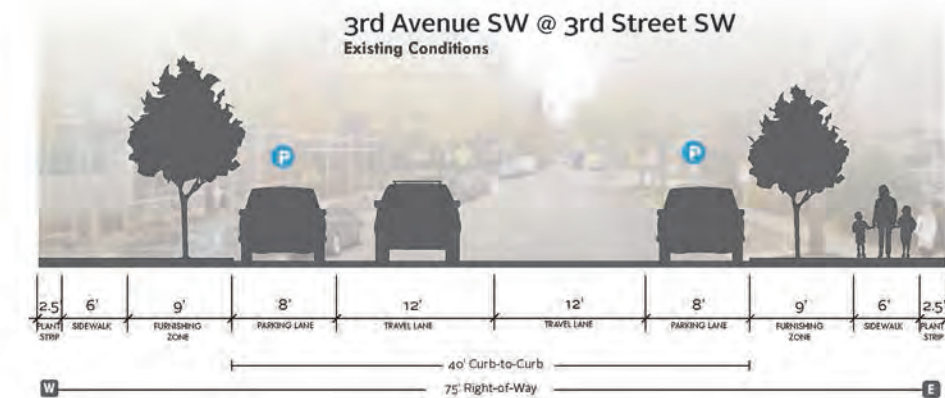 3rd Avenue SW @ 3rd Street SW
Existing Conditions
P
P
2.5' 6' 9' 8' 12' 12' 8' 9' 6' 2.5'
PLANT STRIP SIDEWALK FURNISHING ZONE PARKING LANE TRAVEL LANE TRAVEL LANE PARKING LANE FURNISHING ZONE SIDEWALK PLANT STRIP
40' Curb-to-Curb
W 75' Right-of-Way E